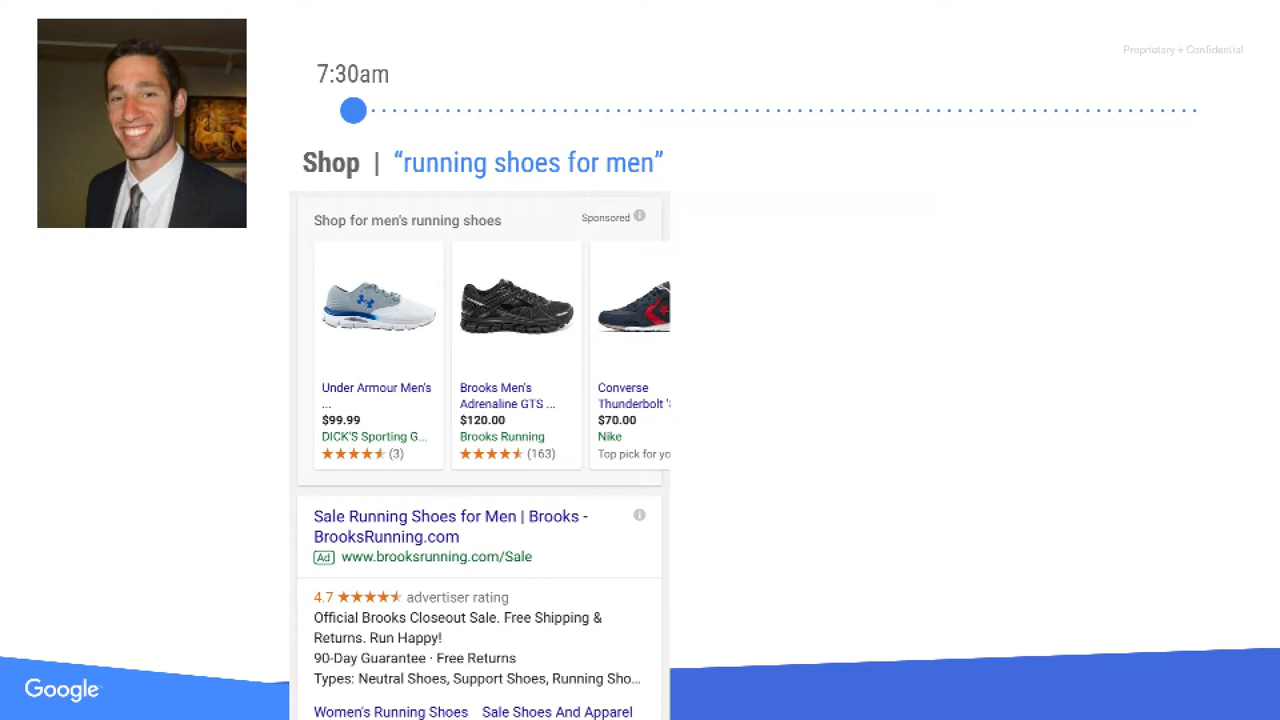 Proprietary + Confidential
7:30am
Shop | “running shoes for men”
Shop for men's running shoes
Sponsored
Under Armour Men's
...
$99.99
DICK'S Sporting G...
(3)
Brooks Men's
Adrenaline GTS ...
$120.00
Brooks Running
(163)
Converse
Thunderbolt '
$70.00
Nike
Top pick for yo
Sale Running Shoes for Men | Brooks -
BrooksRunning.com
Ad www.brooksrunning.com/Sale
4.7 ★★★★★ advertiser rating
Official Brooks Closeout Sale. Free Shipping &
Returns. Run Happy!
90-Day Guarantee · Free Returns
Types: Neutral Shoes, Support Shoes, Running Sho...
Women's Running Shoes Sale Shoes And Apparel
Google